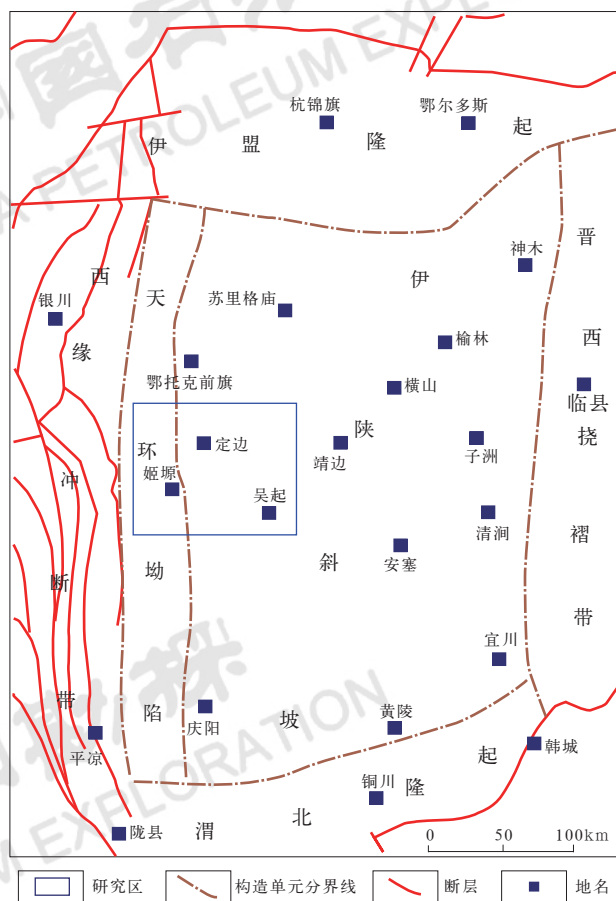 杭锦旗
鄂尔多斯
伊盟隆起
神木
伊陕斜坡
晋西挠褶带
西缘冲断带
天环坳陷
银川
苏里格庙
榆林
鄂托克前旗
横山
临县
定边
靖边
子洲
姬塬
吴起
清涧
安塞
宜川
庆阳
黄陵
平凉
韩城
铜川
陇县
渭北隆起
0 50 100km
研究区 构造单元分界线 断层 地名
PETROLEUM EXPL
EXPLORATION